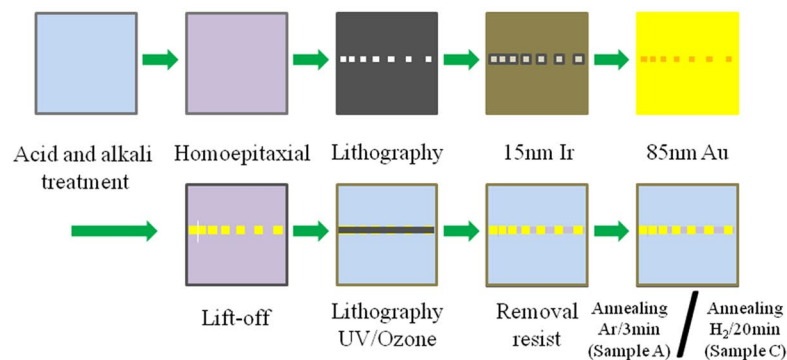 Acid and alkali
treatment
Homoepitaxial
Lithography
15nm Ir
85nm Au
Lift-off
Lithography
UV/Ozone
Removal
resist
Annealing
Ar/3min
(Sample A)
Annealing
H₂/20min
(Sample C)